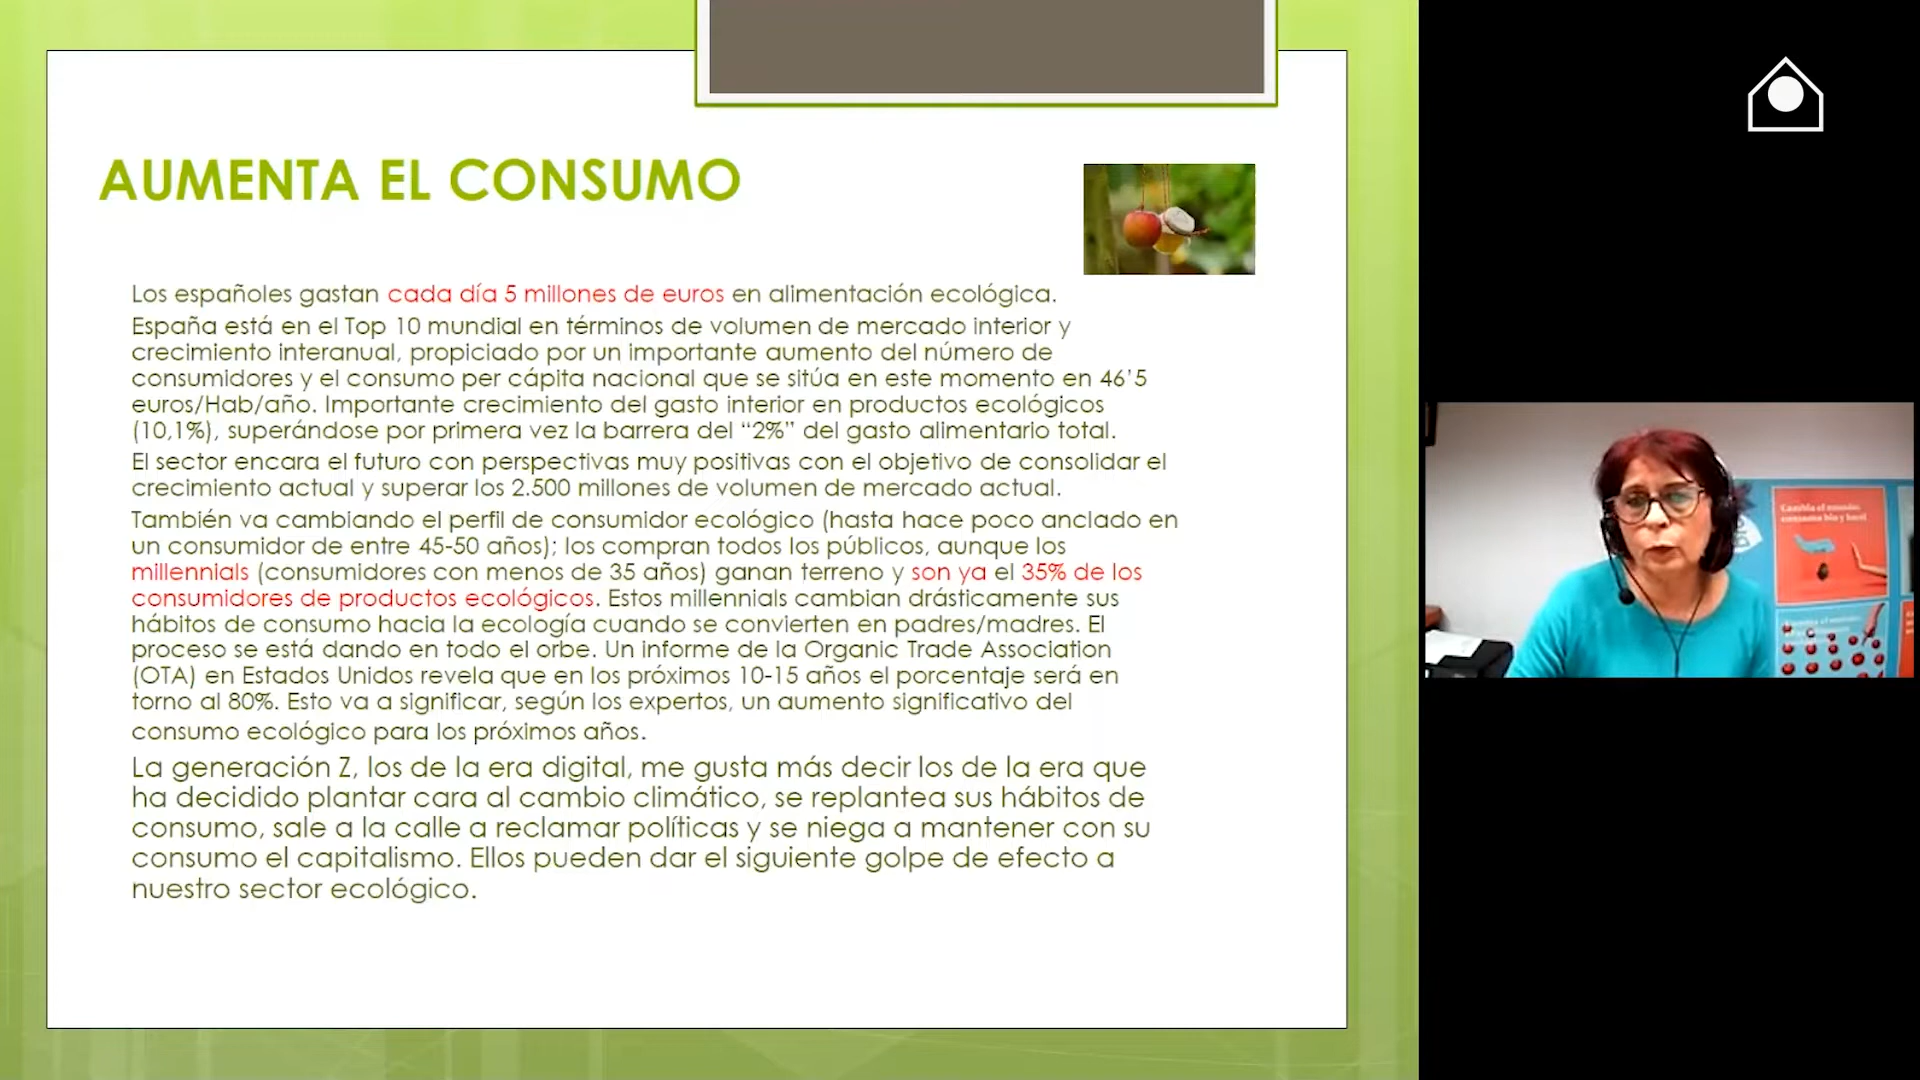 AUMENTA EL CONSUMO
Los españoles gastan cada día 5 millones de euros en alimentación ecológica.
España está en el Top 10 mundial en términos de volumen de mercado interior y
crecimiento interanual, propiciado por un importante aumento del número de
consumidores y el consumo per cápita nacional que se sitúa en este momento en 46’5
euros/Hab/año. Importante crecimiento del gasto interior en productos ecológicos
(10,1%), superándose por primera vez la barrera del “2%” del gasto alimentario total.
El sector encara el futuro con perspectivas muy positivas con el objetivo de consolidar el
crecimiento actual y superar los 2.500 millones de volumen de mercado actual.
También va cambiando el perfil de consumidor ecológico (hasta hace poco anclado en
un consumidor de entre 45-50 años); los compran todos los públicos, aunque los
millennials (consumidores con menos de 35 años) ganan terreno y son ya el 35% de los
consumidores de productos ecológicos. Estos millennials cambian drásticamente sus
hábitos de consumo hacia la ecología cuando se convierten en padres/madres. El
proceso se está dando en todo el orbe. Un informe de la Organic Trade Association
(OTA) en Estados Unidos revela que en los próximos 10-15 años el porcentaje será en
torno al 80%. Esto va a significar, según los expertos, un aumento significativo del
consumo ecológico para los próximos años.
La generación Z, los de la era digital, me gusta más decir los de la era que
ha decidido plantar cara al cambio climático, se replantea sus hábitos de
consumo, sale a la calle a reclamar políticas y se niega a mantener con su
consumo el capitalismo. Ellos pueden dar el siguiente golpe de efecto a
nuestro sector ecológico.
Cambia el mundo:
consume bio y local